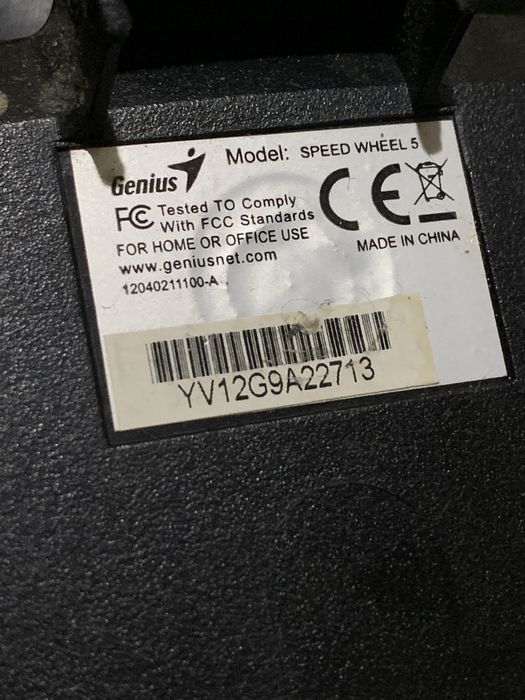 Genius
Model: SPEED WHEEL 5
FC Tested TO Comply
With FCC Standards
CE
FOR HOME OR OFFICE USE
MADE IN CHINA
www.geniusnet.com
12040211100-A
YV12G9A22713